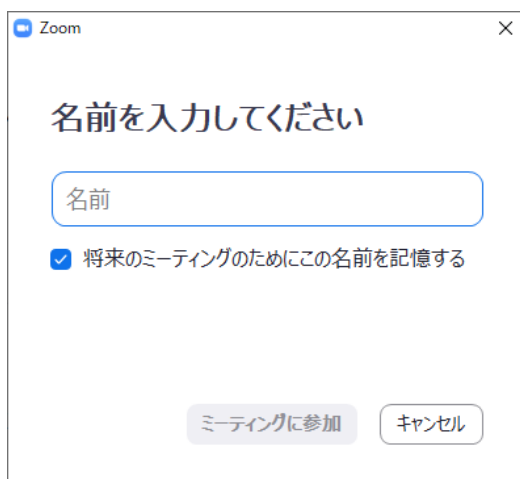 Zoom
名前を入力してください
名前
将来のミーティングのためにこの名前を記憶する
ミーティングに参加 キャンセル